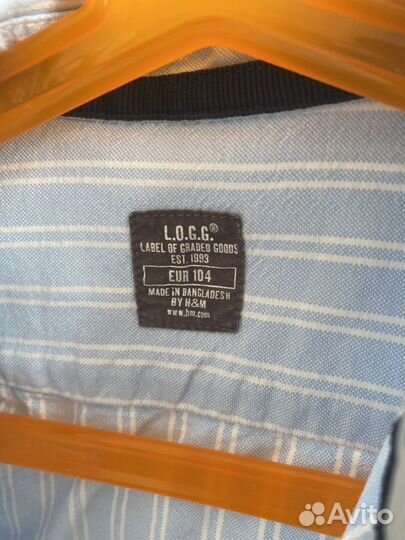 L.O.G.G.®
LABEL OF GRADED GOODS
EST. 1993
EUR 104
MADE IN BANGLADESH
BY H&M
www.hm.com
Avito